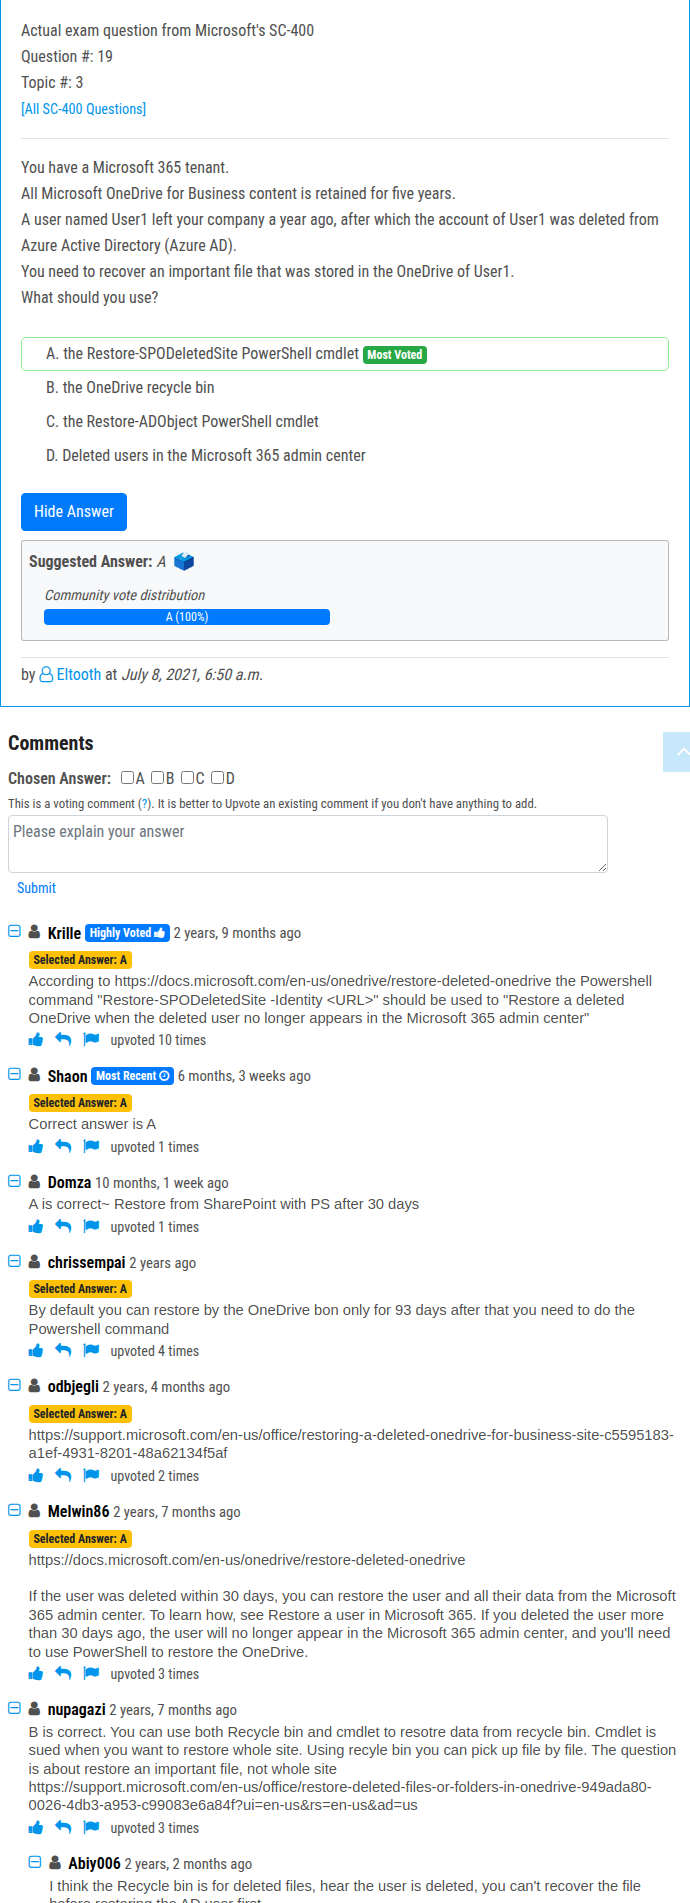 Actual exam question from Microsoft's SC-400
Question #: 19
Topic #: 3
[All SC-400 Questions]
You have a Microsoft 365 tenant.
All Microsoft OneDrive for Business content is retained for five years.
A user named User1 left your company a year ago, after which the account of User1 was deleted from
Azure Active Directory (Azure AD).
You need to recover an important file that was stored in the OneDrive of User1.
What should you use?
A. the Restore-SPODeletedSite PowerShell cmdlet Most Voted
B. the OneDrive recycle bin
C. the Restore-ADObject PowerShell cmdlet
D. Deleted users in the Microsoft 365 admin center
Hide Answer
Suggested Answer: A
Community vote distribution
A (100%)
by Eltooth at July 8, 2021, 6:50 a.m.
Comments
Chosen Answer: A B C D
This is a voting comment (?). It is better to Upvote an existing comment if you don't have anything to add.
Please explain your answer
Submit
Krille Highly Voted 2 years, 9 months ago
Selected Answer: A
According to https://docs.microsoft.com/en-us/onedrive/restore-deleted-onedrive the Powershell
command "Restore-SPODeletedSite -Identity <URL>" should be used to "Restore a deleted
OneDrive when the deleted user no longer appears in the Microsoft 365 admin center"
upvoted 10 times
Shaon Most Recent 6 months, 3 weeks ago
Selected Answer: A
Correct answer is A
upvoted 1 times
Domza 10 months, 1 week ago
A is correct~ Restore from SharePoint with PS after 30 days
upvoted 1 times
chrissempai 2 years ago
Selected Answer: A
By default you can restore by the OneDrive bon only for 93 days after that you need to do the
Powershell command
upvoted 4 times
odbjegli 2 years, 4 months ago
Selected Answer: A
https://support.microsoft.com/en-us/office/restoring-a-deleted-onedrive-for-business-site-c5595183-
a1ef-4931-8201-48a62134f5af
upvoted 2 times
Melwin86 2 years, 7 months ago
Selected Answer: A
https://docs.microsoft.com/en-us/onedrive/restore-deleted-onedrive
If the user was deleted within 30 days, you can restore the user and all their data from the Microsoft
365 admin center. To learn how, see Restore a user in Microsoft 365. If you deleted the user more
than 30 days ago, the user will no longer appear in the Microsoft 365 admin center, and you'll need
to use PowerShell to restore the OneDrive.
upvoted 3 times
nupagazi 2 years, 7 months ago
B is correct. You can use both Recycle bin and cmdlet to resotre data from recycle bin. Cmdlet is
sued when you want to restore whole site. Using recyle bin you can pick up file by file. The question
is about restore an important file, not whole site
https://support.microsoft.com/en-us/office/restore-deleted-files-or-folders-in-onedrive-949ada80-
0026-4db3-a953-c99083e6a84f?ui=en-us&rs=en-us&ad=us
upvoted 3 times
Abiy006 2 years, 2 months ago
I think the Recycle bin is for deleted files, hear the user is deleted, you can't recover the file